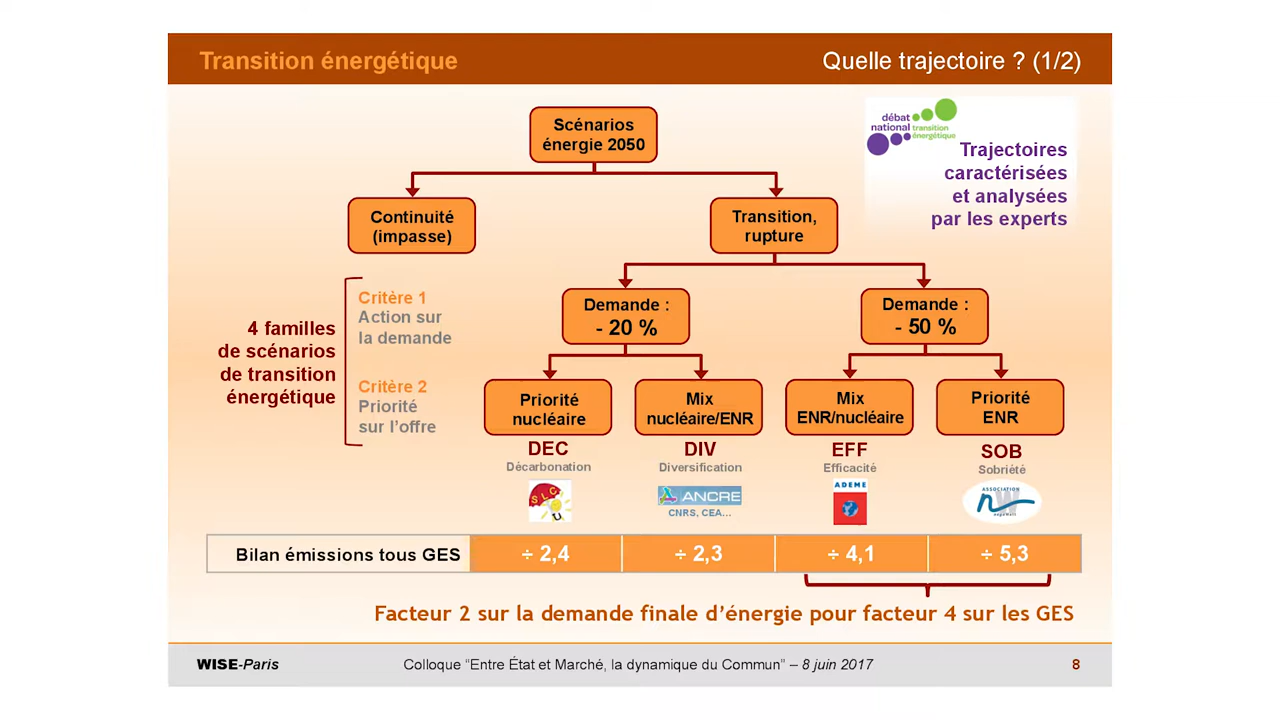 Transition énergétique
Quelle trajectoire ? (1/2)
Scénarios
énergie 2050
débat
national transition
énergétique
Trajectoires
caractérisées
et analysées
par les experts
Continuité
(impasse)
Transition,
rupture
4 familles
de scénarios
de transition
énergétique
Critère 1
Action sur
la demande
Critère 2
Priorité
sur l’offre
Demande :
- 20 %
Demande :
- 50 %
Priorité
nucléaire
Mix
nucléaire/ENR
Mix
ENR/nucléaire
Priorité
ENR
DEC
Décarbonation
SLC
DIV
Diversification
ANCRE
CNRS, CEA...
EFF
Efficacité
ADEME
SOB
Sobriété
ASSOCIATION
négaWatt
Bilan émissions tous GES
÷ 2,4
÷ 2,3
÷ 4,1
÷ 5,3
Facteur 2 sur la demande finale d’énergie pour facteur 4 sur les GES
WISE-Paris
Colloque “Entre État et Marché, la dynamique du Commun” – 8 juin 2017
8